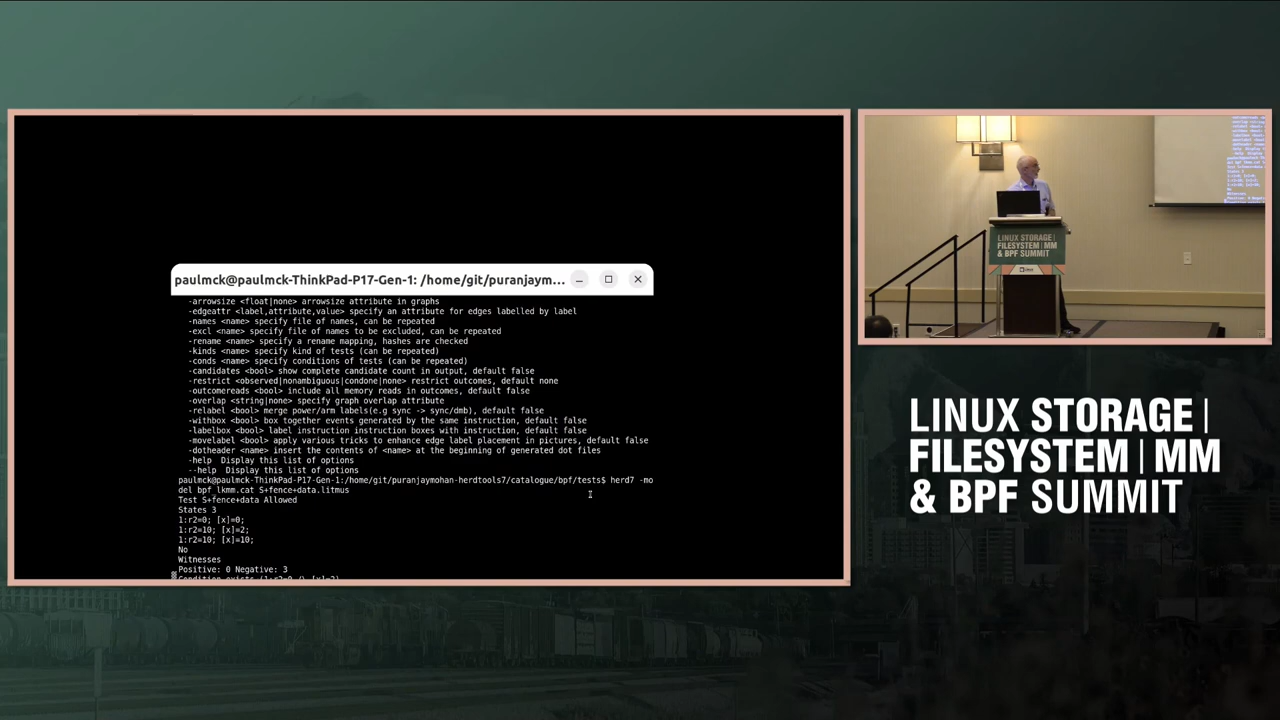 paulmck@paulmck-ThinkPad-P17-Gen-1: /home/git/puranjaym...
-arrowsize <float|none> arrowsize attribute in graphs
-edgeattr <label,attribute,value> specify an attribute for edges labelled by label
-names <name> specify file of names, can be repeated
-excl <name> specify file of names to be excluded, can be repeated
-rename <name> specify a rename mapping, hashes are checked
-kinds <name> specify kind of tests (can be repeated)
-conds <name> specify conditions of tests (can be repeated)
-candidates <bool> show complete candidate count in output, default false
-restrict <observed|nonambiguous|condone|none> restrict outcomes, default none
-outcomereads <bool> include all memory reads in outcomes, default false
-overlap <string|none> specify graph overlap attribute
-relabel <bool> merge power/arm labels(e.g sync -> sync/dmb), default false
-withbox <bool> box together events generated by the same instruction, default false
-labelbox <bool> label instruction instruction boxes with instruction, default false
-movelabel <bool> apply various tricks to enhance edge label placement in pictures, default false
-dotheader <name> insert the contents of <name> at the beginning of generated dot files
-help  Display this list of options
--help  Display this list of options
paulmck@paulmck-ThinkPad-P17-Gen-1:/home/git/puranjaymohan-herdtools7/catalogue/bpf/tests$ herd7 -mo
del bpf_lkmm.cat S+fence+data.litmus
Test S+fence+data Allowed
States 3
1:r2=0; [x]=0;
1:r2=10; [x]=2;
1:r2=10; [x]=10;
No
Witnesses
Positive: 0 Negative: 3
Condition exists (1:r2=0 /\ [x]=2)
LINUX STORAGE |
FILESYSTEM | MM
& BPF SUMMIT
LINUX STORAGE |
FILESYSTEM | MM
& BPF SUMMIT